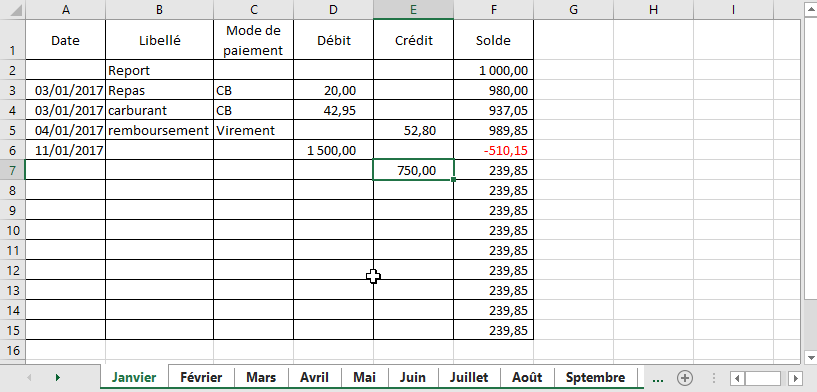 A B C D E F G H I
1 Date Libellé Mode de paiement Débit Crédit Solde
2 Report 1 000,00
3 03/01/2017 Repas CB 20,00 980,00
4 03/01/2017 carburant CB 42,95 937,05
5 04/01/2017 remboursement Virement 52,80 989,85
6 11/01/2017 1 500,00 -510,15
7 750,00 239,85
8 239,85
9 239,85
10 239,85
11 239,85
12 239,85
13 239,85
14 239,85
15 239,85
16
Janvier Février Mars Avril Mai Juin Juillet Août Sptembre ...